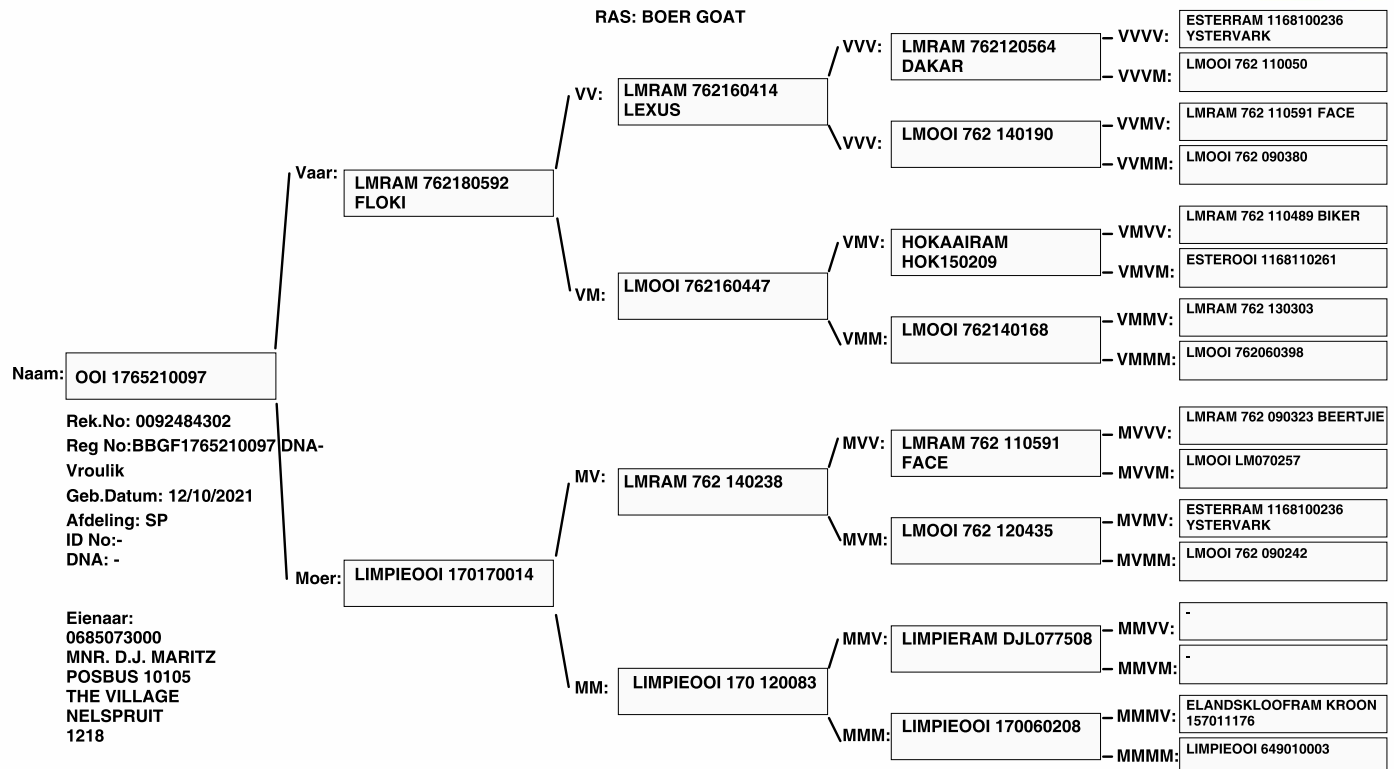 RAS: BOER GOAT
Naam:
OOI 1765210097
Rek.No: 0092484302
Reg No:BBGF1765210097 DNA-
Vroulik
Geb.Datum: 12/10/2021
Afdeling: SP
ID No:-
DNA: -
Eienaar:
0685073000
MNR. D.J. MARITZ
POSBUS 10105
THE VILLAGE
NELSPRUIT
1218
Vaar:
LMRAM 762180592
FLOKI
Moer:
LIMPIEOOI 170170014
VV:
LMRAM 762160414
LEXUS
VM:
LMOOI 762160447
MV:
LMRAM 762 140238
MM:
LIMPIEOOI 170 120083
VVV:
LMRAM 762120564
DAKAR
VVV:
LMOOI 762 140190
VMV:
HOKAAIRAM
HOK150209
VMM:
LMOOI 762140168
MVV:
LMRAM 762 110591
FACE
MVM:
LMOOI 762 120435
MMV:
LIMPIERAM DJL077508
MMM:
LIMPIEOOI 170060208
VVVV:
ESTERRAM 1168100236
YSTERVARK
VVVM:
LMOOI 762 110050
VVMV:
LMRAM 762 110591 FACE
VVMM:
LMOOI 762 090380
VMVV:
LMRAM 762 110489 BIKER
VMVM:
ESTEROOI 1168110261
VMMV:
LMRAM 762 130303
VMMM:
LMOOI 762060398
MVVV:
LMRAM 762 090323 BEERTJIE
MVVM:
LMOOI LM070257
MVMV:
ESTERRAM 1168100236
YSTERVARK
MVMM:
LMOOI 762 090242
MMVV:
-
MMVM:
-
MMMV:
ELANDSKLOOFRAM KROON
157011176
MMMM:
LIMPIEOOI 649010003